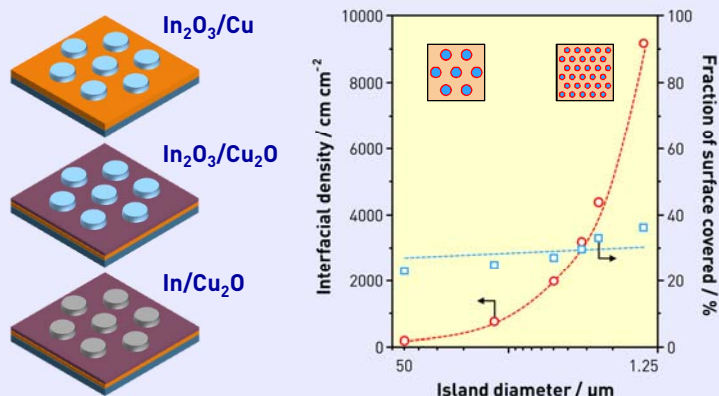 In₂O₃/Cu
In₂O₃/Cu₂O
In/Cu₂O
Interfacial density / cm cm⁻²
10000
8000
6000
4000
2000
0
100
80
60
40
20
0
Fraction of surface covered / %
50
1.25
Island diameter / µm